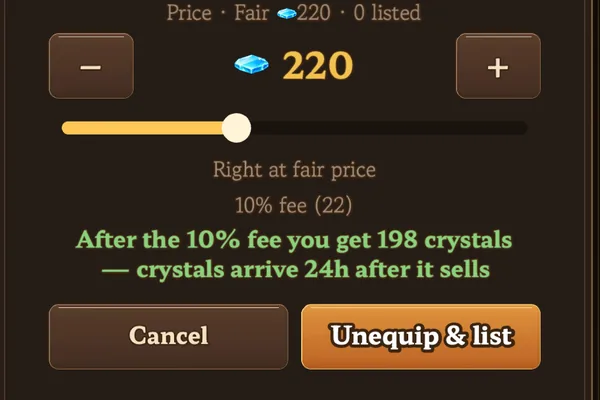 Price · Fair 220 · 0 listed
− 220 +
Right at fair price
10% fee (22)
After the 10% fee you get 198 crystals
— crystals arrive 24h after it sells
Cancel Unequip & list